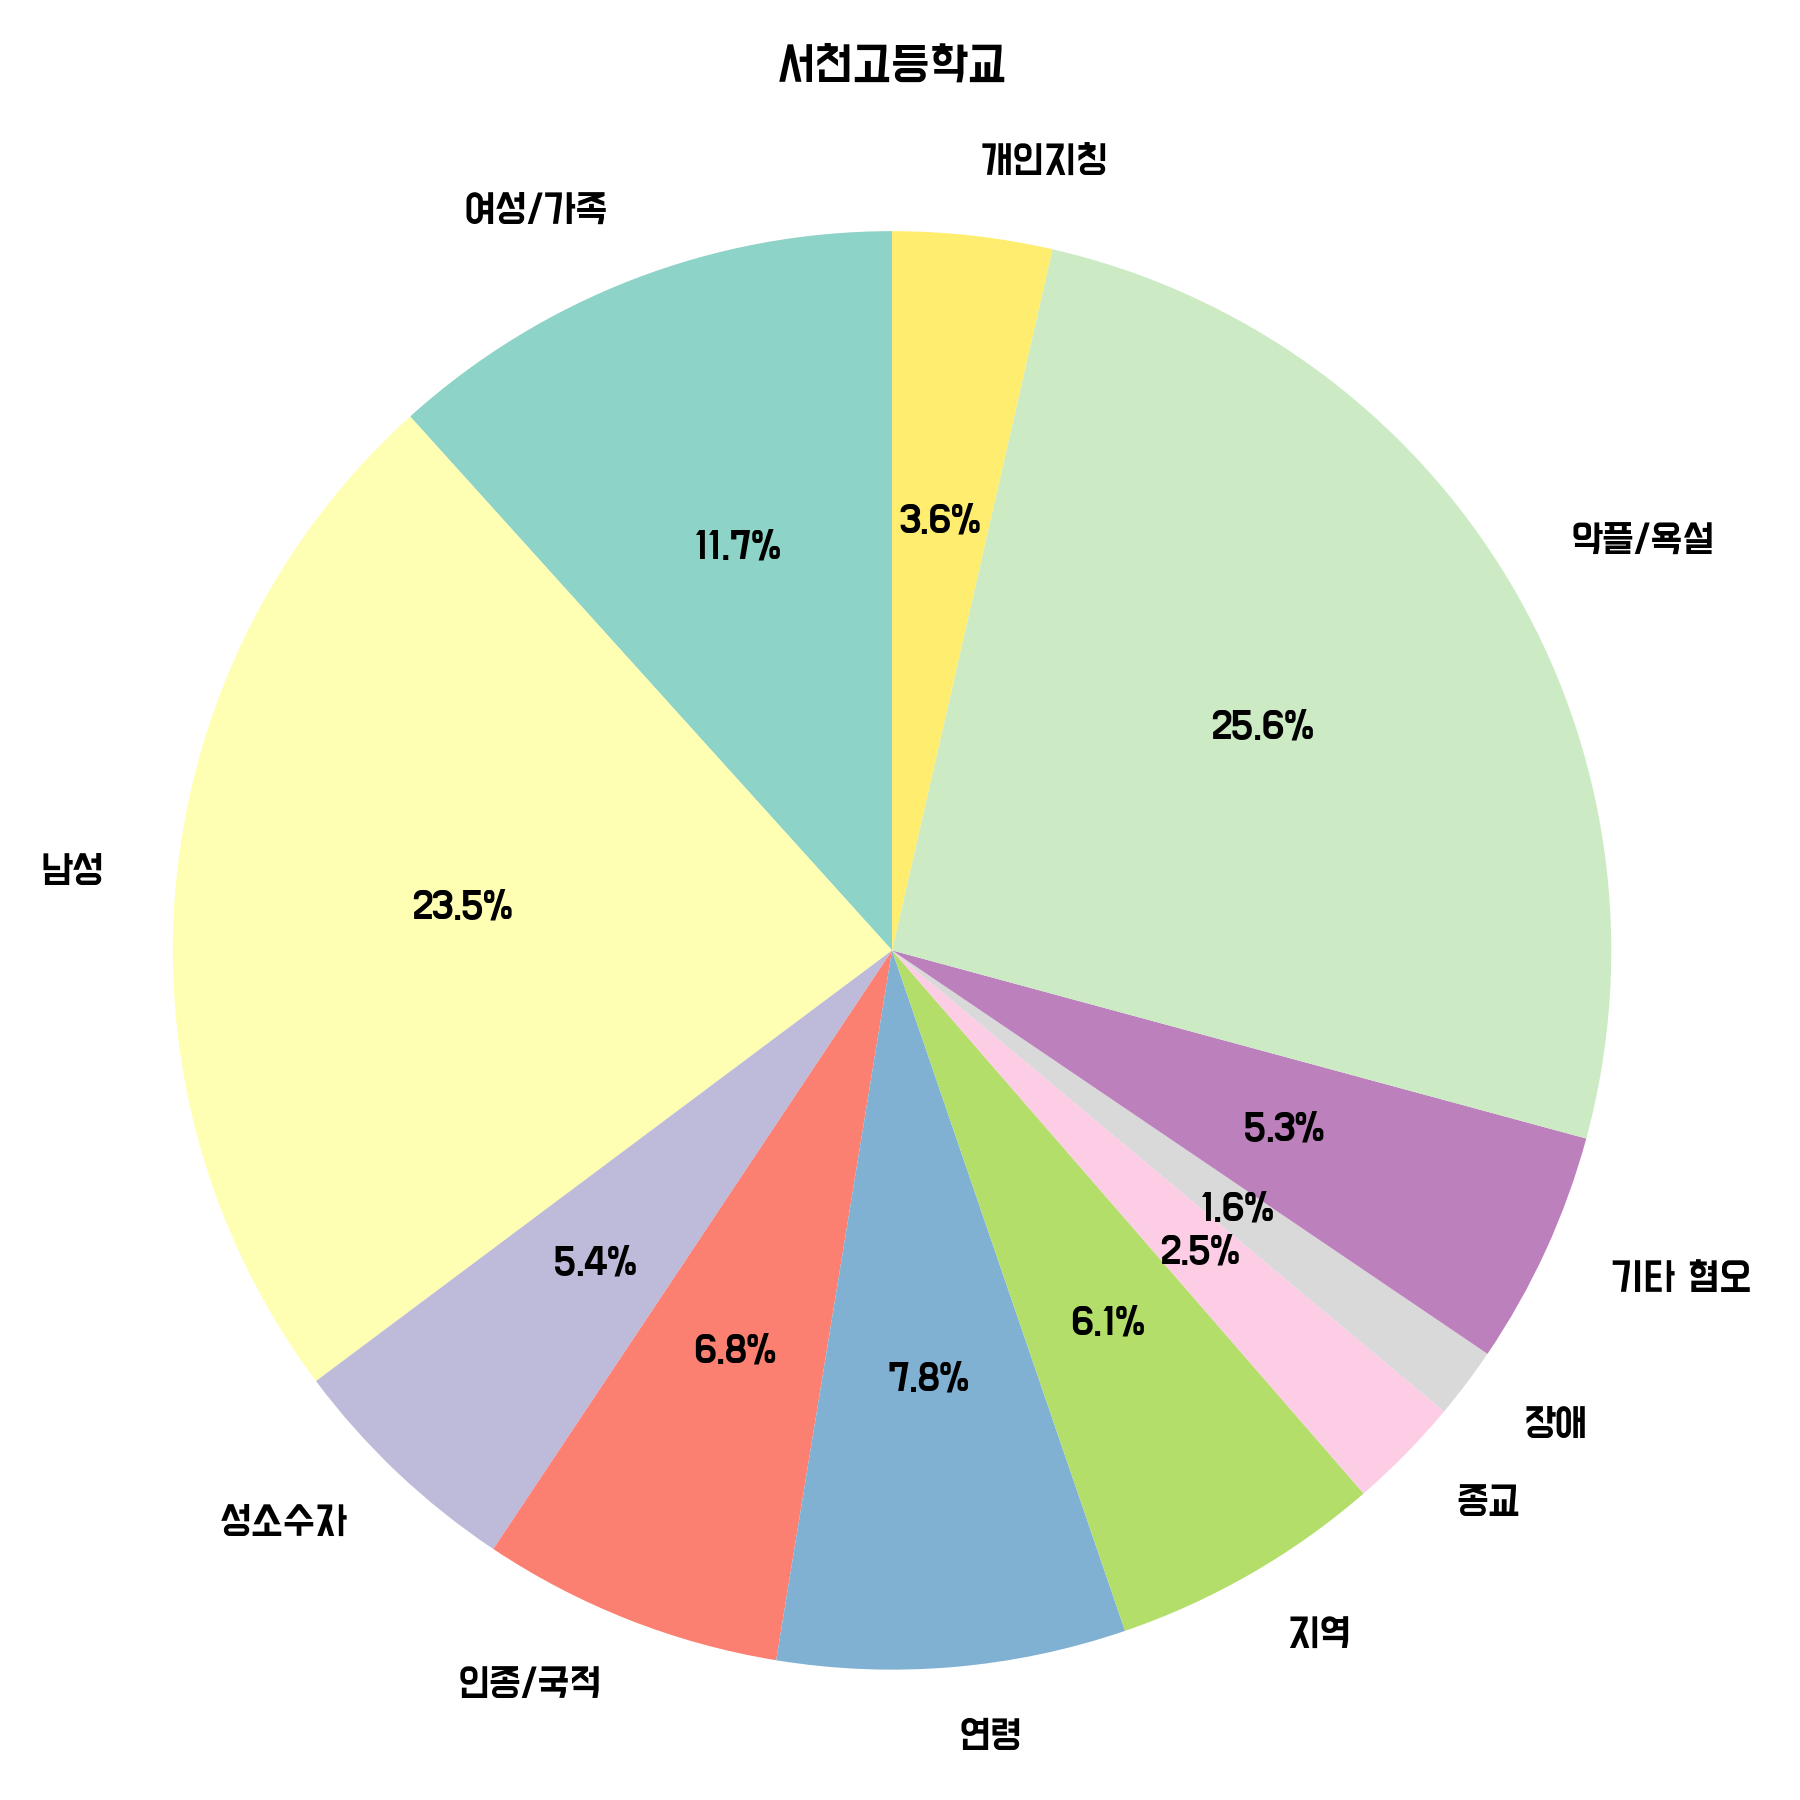 서천고등학교
개인지칭
여성/가족
3.6%
11.7%
악플/욕설
25.6%
남성
23.5%
5.3%
1.6%
2.5%
5.4%
기타 혐오
6.1%
6.8%
7.8%
장애
종교
성소수자
지역
인종/국적
연령